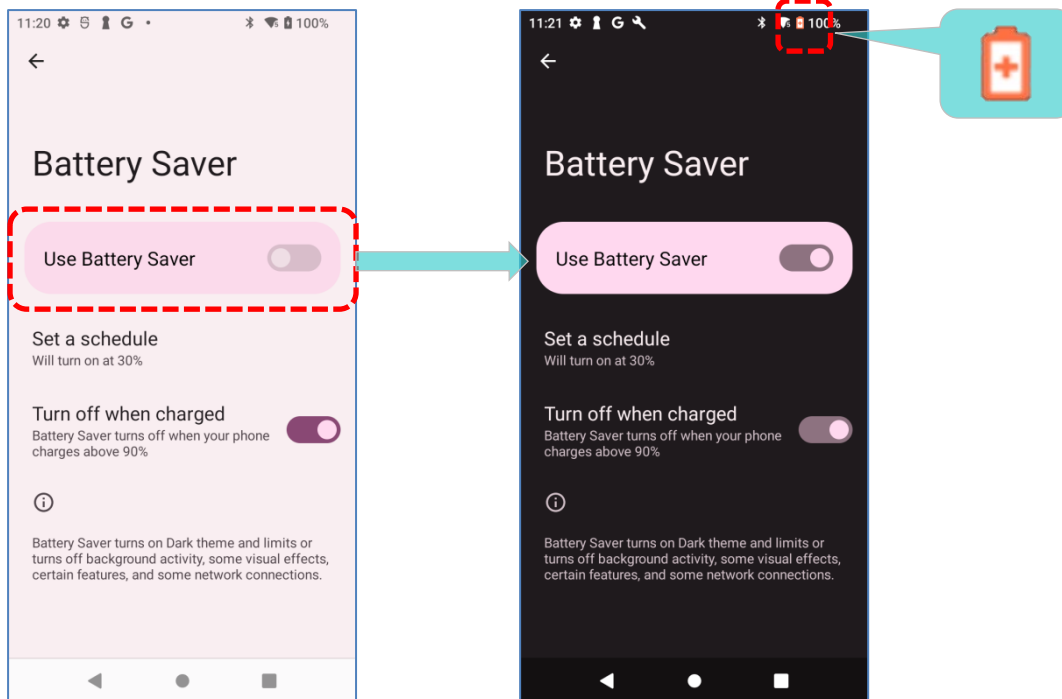 11:20 G 100%
Battery Saver
Use Battery Saver
Set a schedule
Will turn on at 30%
Turn off when charged
Battery Saver turns off when your phone
charges above 90%
Battery Saver turns on Dark theme and limits or
turns off background activity, some visual effects,
certain features, and some network connections.
11:21 G 100%
Battery Saver
Use Battery Saver
Set a schedule
Will turn on at 30%
Turn off when charged
Battery Saver turns off when your phone
charges above 90%
Battery Saver turns on Dark theme and limits or
turns off background activity, some visual effects,
certain features, and some network connections.